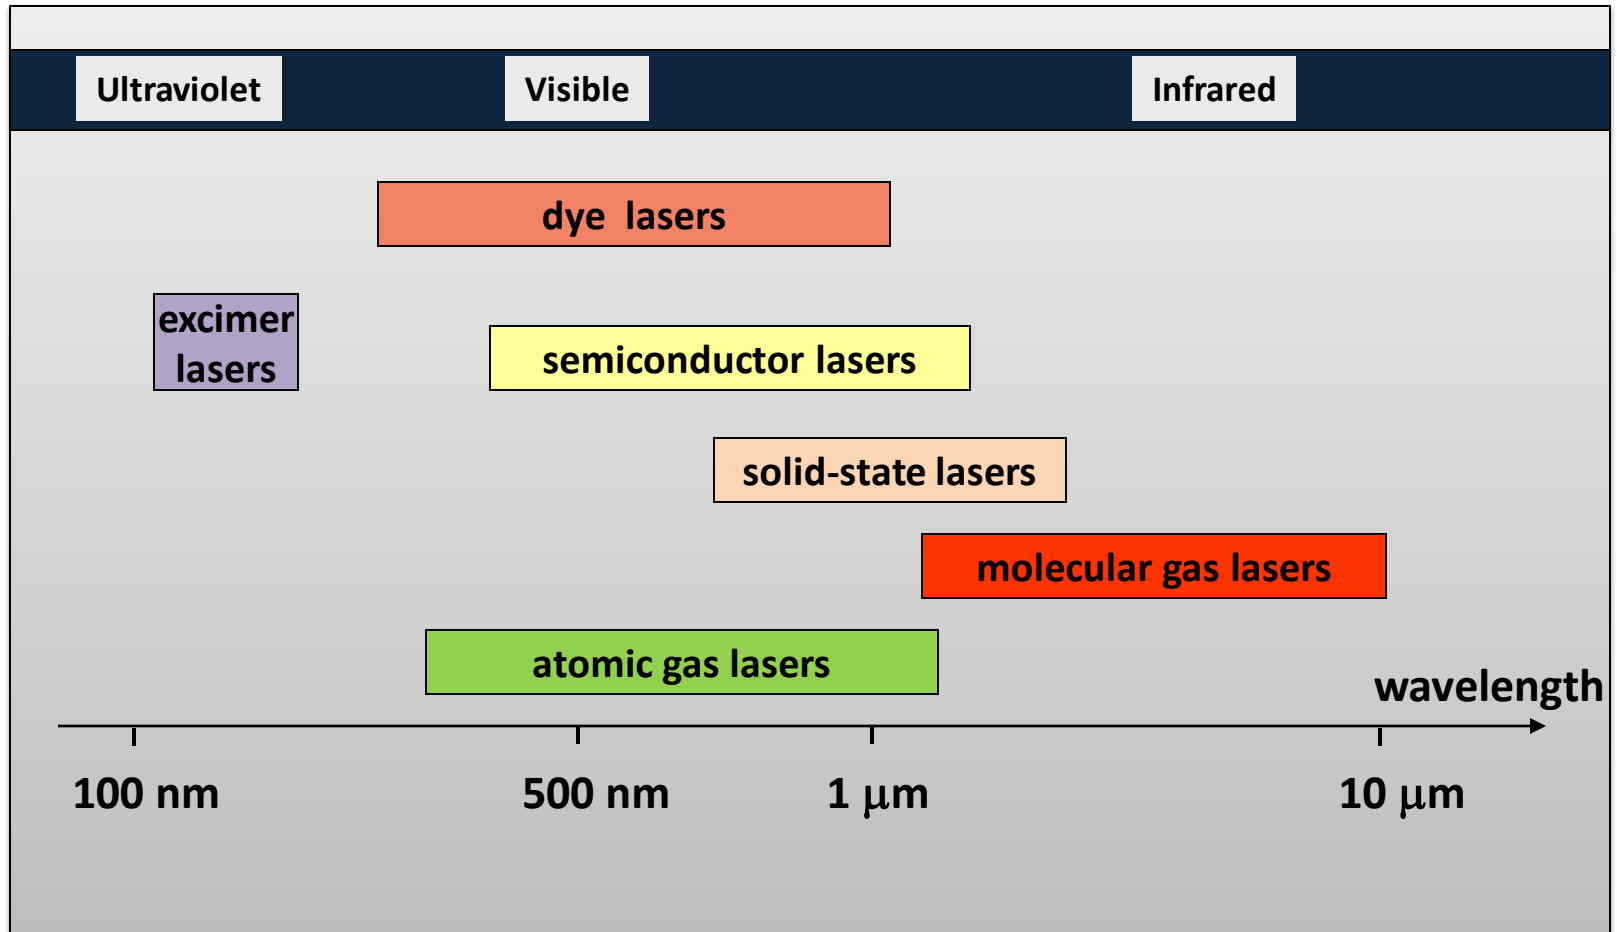 Ultraviolet Visible Infrared
dye lasers
excimer
lasers
semiconductor lasers
solid-state lasers
molecular gas lasers
atomic gas lasers
wavelength
100 nm 500 nm 1 μm 10 μm